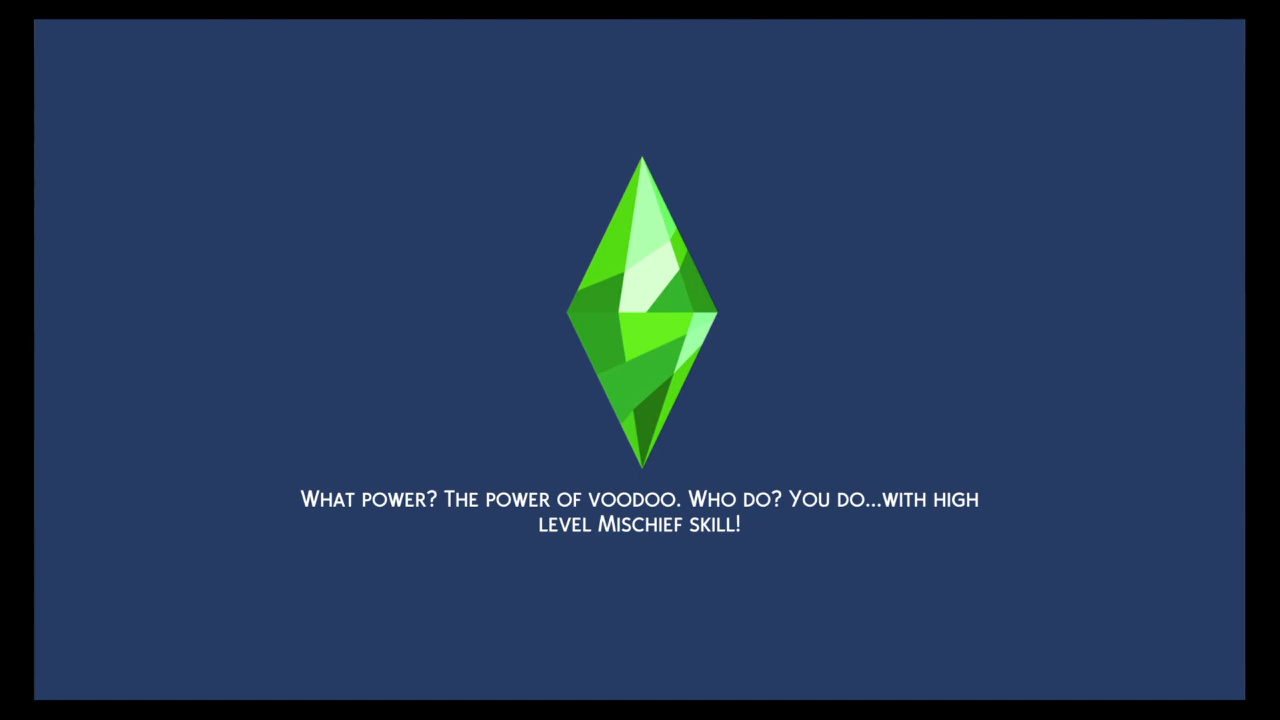 What power? The power of voodoo. Who do? You do...with high
level Mischief skill!